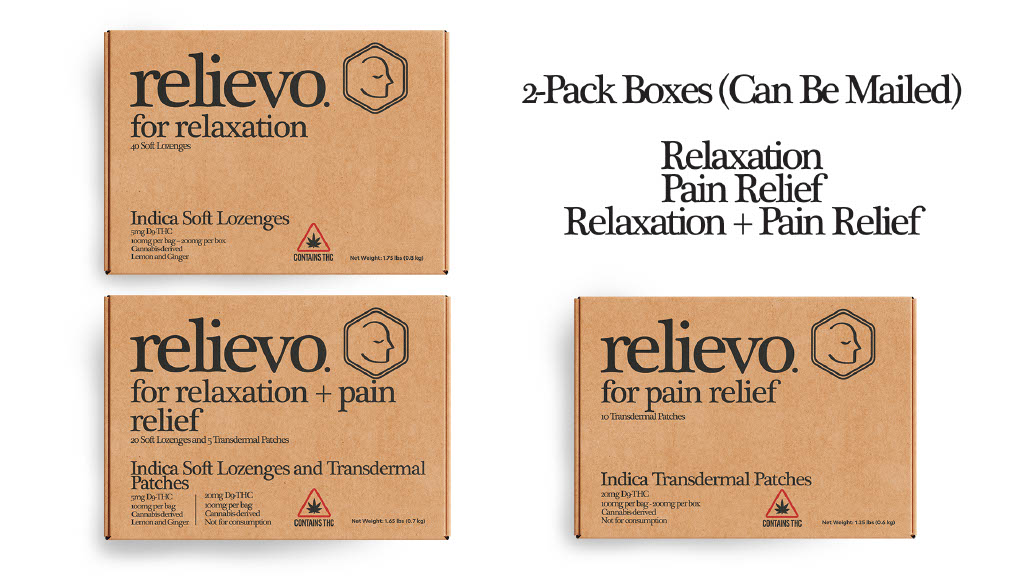 relievo.
for relaxation
40 Soft Lozenges
Indica Soft Lozenges
5mg D9-THC
100mg per bag - 200mg per box
Cannabis-derived
Lemon and Ginger
CONTAINS THC
Net Weight: 1.75 lbs (0.8 kg)
2-Pack Boxes (Can Be Mailed)
Relaxation
Pain Relief
Relaxation + Pain Relief
relievo.
for relaxation + pain
relief
20 Soft Lozenges and 5 Transdermal Patches
Indica Soft Lozenges and Transdermal
Patches
5mg D9-THC
100mg per bag
Cannabis-derived
Lemon and Ginger
20mg D9-THC
100mg per bag
Cannabis-derived
Not for consumption
CONTAINS THC
Net Weight: 1.65 lbs (0.7 kg)
relievo.
for pain relief
10 Transdermal Patches
Indica Transdermal Patches
20mg D9-THC
100mg per bag - 200mg per box
Cannabis-derived
Not for consumption
CONTAINS THC
Net Weight: 1.35 lbs (0.6 kg)